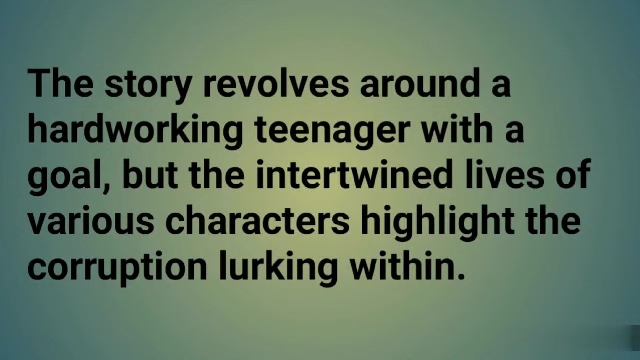 The story revolves around a
hardworking teenager with a
goal, but the intertwined lives of
various characters highlight the
corruption lurking within.